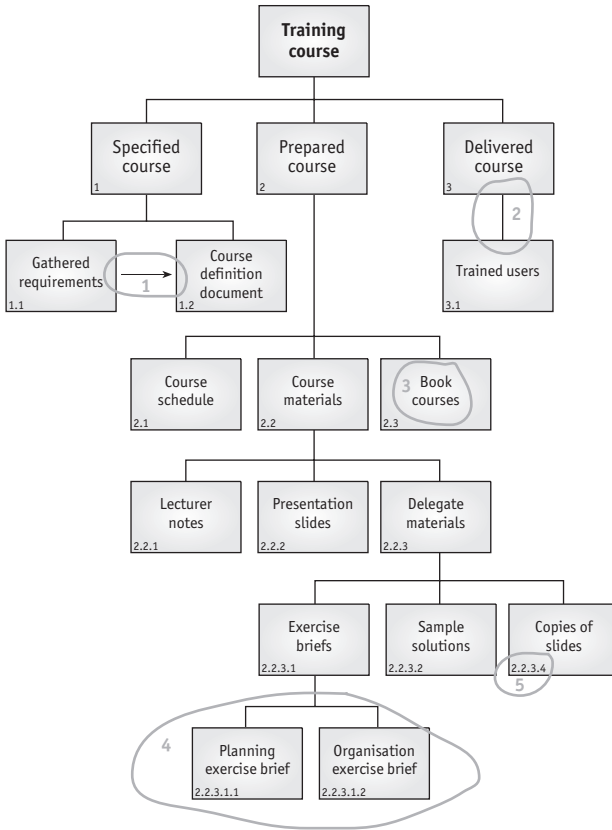 Training
course
Specified
course
1
Prepared
course
2
Delivered
course
3
2
Gathered
requirements
1.1
1
Course
definition
document
1.2
Trained users
3.1
Course
schedule
2.1
Course
materials
2.2
3
Book
courses
2.3
Lecturer
notes
2.2.1
Presentation
slides
2.2.2
Delegate
materials
2.2.3
Exercise
briefs
2.2.3.1
Sample
solutions
2.2.3.2
Copies of
slides
2.2.3.4
5
4
Planning
exercise brief
2.2.3.1.1
Organisation
exercise brief
2.2.3.1.2